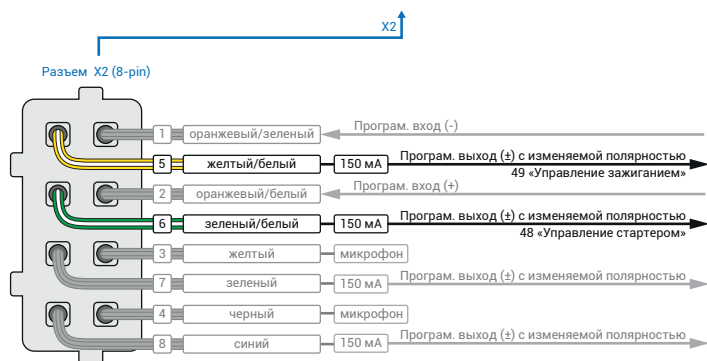 X2
Разъем X2 (8-pin)
1 оранжевый/зеленый Програм. вход (-)
5 желтый/белый 150 мА Програм. выход (±) с изменяемой полярностью
49 «Управление зажиганием»
2 оранжевый/белый Програм. вход (+)
6 зеленый/белый 150 мА Програм. выход (±) с изменяемой полярностью
48 «Управление стартером»
3 желтый микрофон
7 зеленый 150 мА Програм. выход (±) с изменяемой полярностью
4 черный микрофон
8 синий 150 мА Програм. выход (±) с изменяемой полярностью